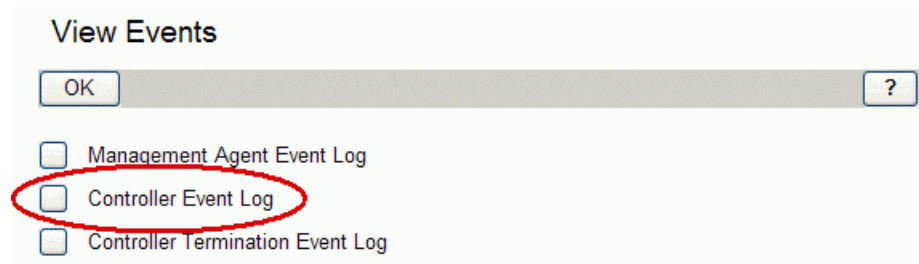 View Events
OK ?
Management Agent Event Log
Controller Event Log
Controller Termination Event Log